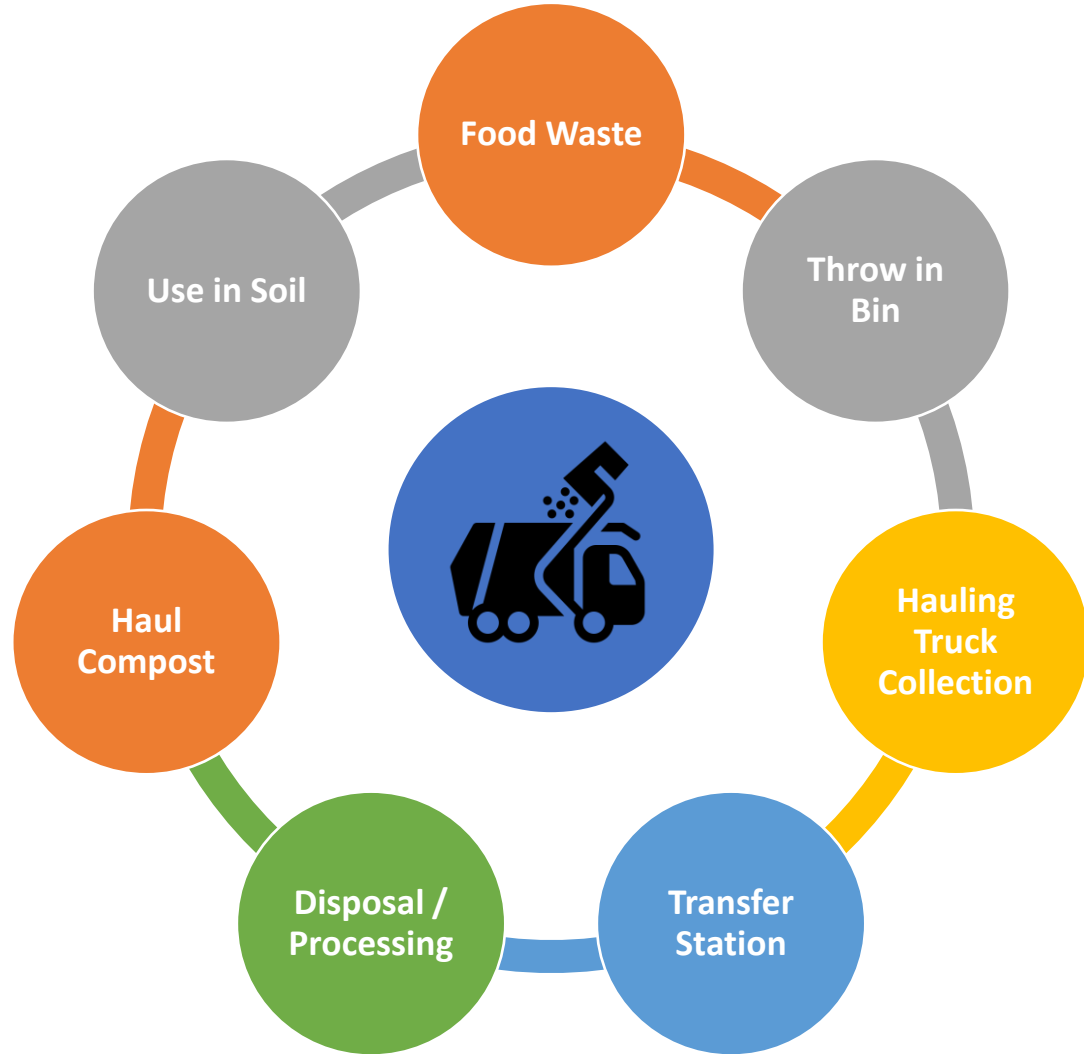 Food Waste
Throw in
Bin
Hauling
Truck
Collection
Transfer
Station
Disposal /
Processing
Haul
Compost
Use in Soil